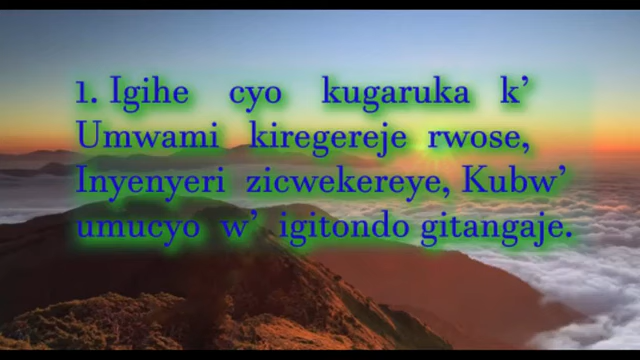 1. Igihe cyo kugaruka k’
Umwami kiregereje rwose,
Inyenyeri zicwekereye, Kubw’
umucyo w’ igitondo gitangaje.